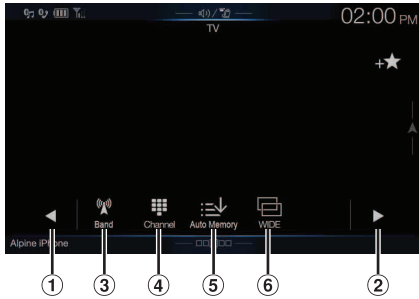 02:00 PM
TV
Band
Channel
Auto Memory
WIDE
Alpine iPhone
1
3
4
5
6
2